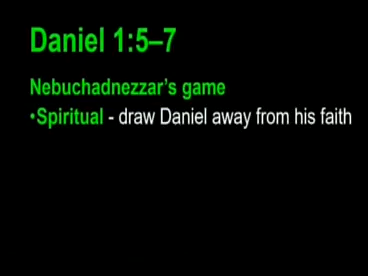 Daniel 1:5–7
Nebuchadnezzar's game
•Spiritual - draw Daniel away from his faith